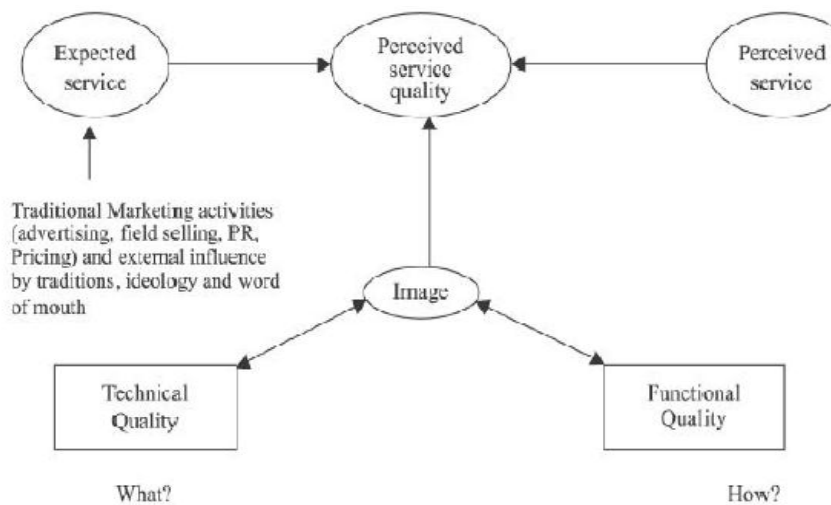 Expected
service
Perceived
service
quality
Perceived
service
Traditional Marketing activities
(advertising, field selling, PR,
Pricing) and external influence
by traditions, ideology and word
of mouth
Image
Technical
Quality
Functional
Quality
What?
How?